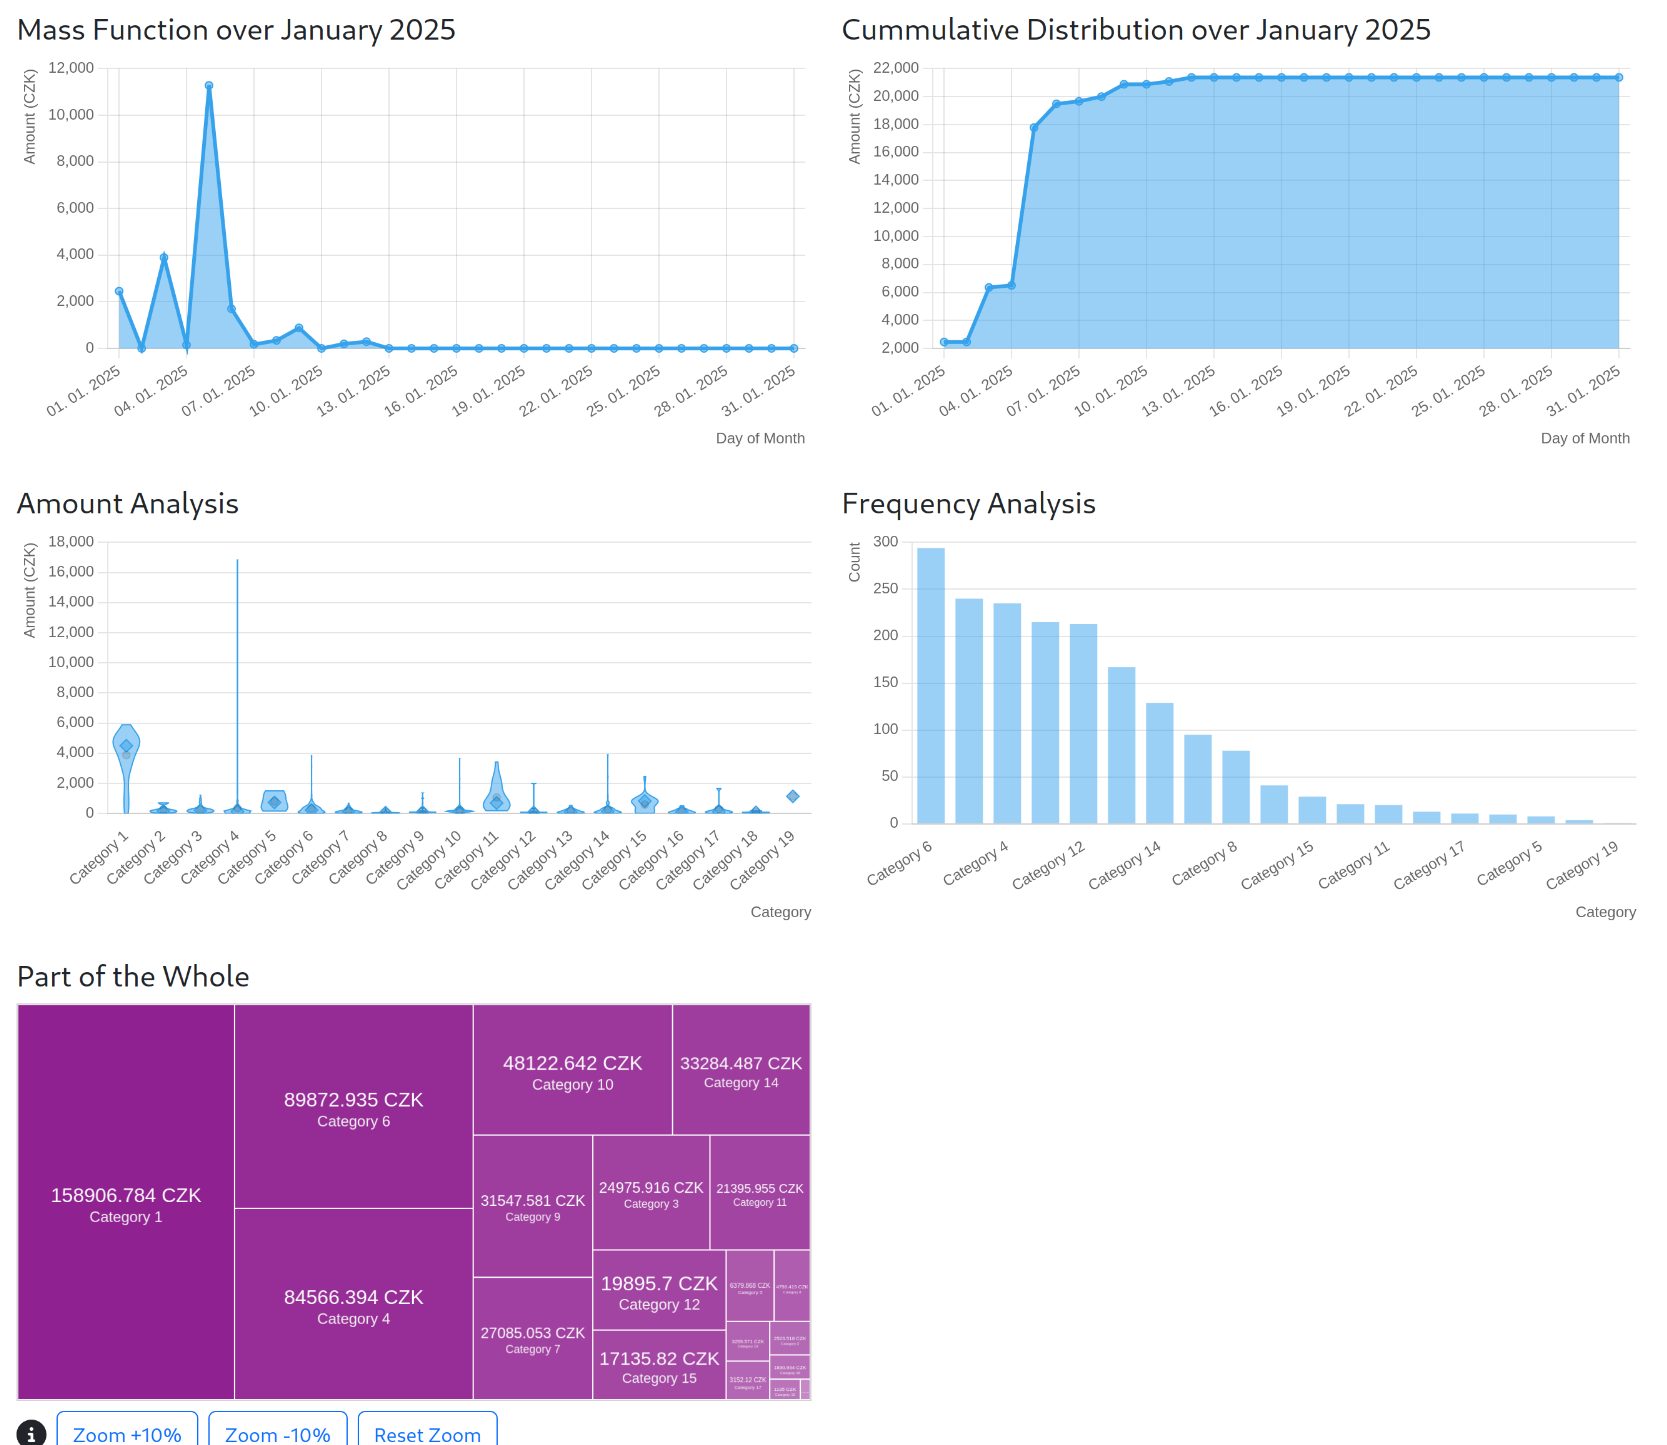 Mass Function over January 2025
Amount (CZK)
12,000
10,000
8,000
6,000
4,000
2,000
0
01. 01. 2025
04. 01. 2025
07. 01. 2025
10. 01. 2025
13. 01. 2025
16. 01. 2025
19. 01. 2025
22. 01. 2025
25. 01. 2025
28. 01. 2025
31. 01. 2025
Day of Month
Cummulative Distribution over January 2025
Amount (CZK)
22,000
20,000
18,000
16,000
14,000
12,000
10,000
8,000
6,000
4,000
2,000
01. 01. 2025
04. 01. 2025
07. 01. 2025
10. 01. 2025
13. 01. 2025
16. 01. 2025
19. 01. 2025
22. 01. 2025
25. 01. 2025
28. 01. 2025
31. 01. 2025
Day of Month
Amount Analysis
Amount (CZK)
18,000
16,000
14,000
12,000
10,000
8,000
6,000
4,000
2,000
0
Category 1
Category 2
Category 3
Category 4
Category 5
Category 6
Category 7
Category 8
Category 9
Category 10
Category 11
Category 12
Category 13
Category 14
Category 15
Category 16
Category 17
Category 18
Category 19
Category
Frequency Analysis
Count
300
250
200
150
100
50
0
Category 6
Category 4
Category 12
Category 14
Category 8
Category 15
Category 11
Category 17
Category 5
Category 19
Category
Part of the Whole
158906.784 CZK
Category 1
89872.935 CZK
Category 6
84566.394 CZK
Category 4
48122.642 CZK
Category 10
33284.487 CZK
Category 14
31547.581 CZK
Category 9
24975.916 CZK
Category 3
21395.955 CZK
Category 11
27085.053 CZK
Category 7
19895.7 CZK
Category 12
17135.82 CZK
Category 15
3152.12 CZK
Zoom +10%
Zoom -10%
Reset Zoom